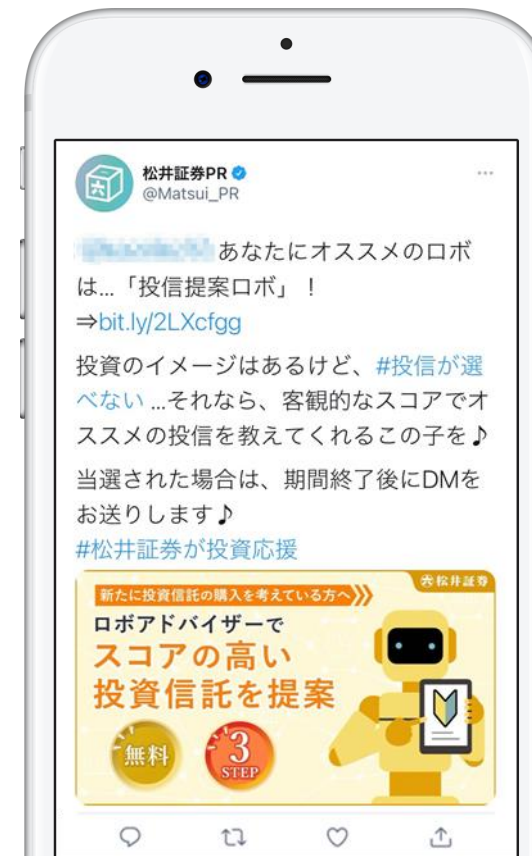 松井証券PR
@Matsui_PR
あなたにオススメのロボ
は...「投信提案ロボ」!
⇒bit.ly/2LXcfgg
投資のイメージはあるけど、#投信が選
べない ...それなら、客観的なスコアでオ
ススメの投信を教えてくれるこの子を♪
当選された場合は、期間終了後にDMを
お送りします♪
#松井証券が投資応援
新たに投資信託の購入を考えている方へ
松井証券
ロボアドバイザーで
スコアの高い
投資信託を提案
無料
3
STEP